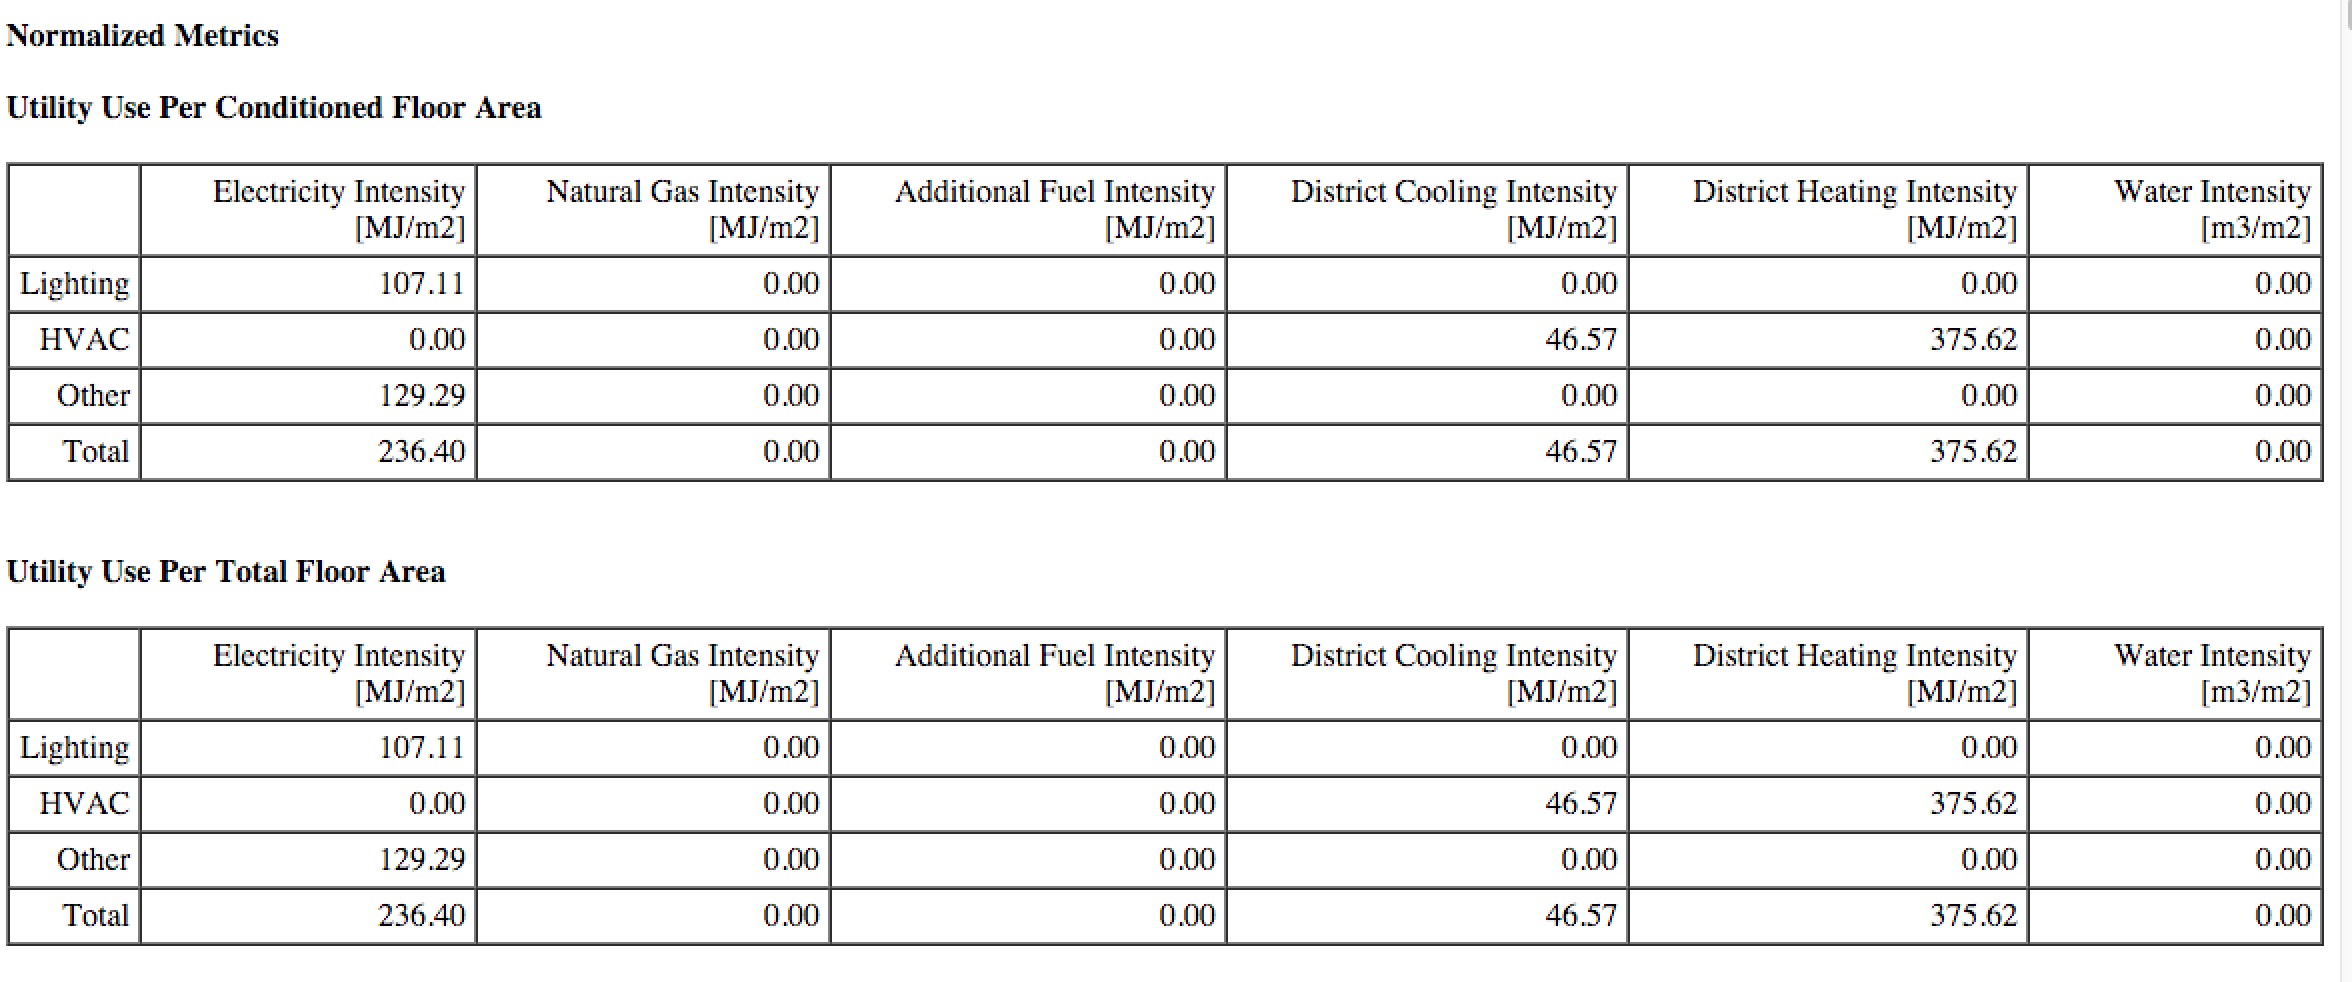 Normalized Metrics
Utility Use Per Conditioned Floor Area
Electricity Intensity [MJ/m2] Natural Gas Intensity [MJ/m2] Additional Fuel Intensity [MJ/m2] District Cooling Intensity [MJ/m2] District Heating Intensity [MJ/m2] Water Intensity [m3/m2]
Lighting 107.11 0.00 0.00 0.00 0.00 0.00
HVAC 0.00 0.00 0.00 46.57 375.62 0.00
Other 129.29 0.00 0.00 0.00 0.00 0.00
Total 236.40 0.00 0.00 46.57 375.62 0.00
Utility Use Per Total Floor Area
Electricity Intensity [MJ/m2] Natural Gas Intensity [MJ/m2] Additional Fuel Intensity [MJ/m2] District Cooling Intensity [MJ/m2] District Heating Intensity [MJ/m2] Water Intensity [m3/m2]
Lighting 107.11 0.00 0.00 0.00 0.00 0.00
HVAC 0.00 0.00 0.00 46.57 375.62 0.00
Other 129.29 0.00 0.00 0.00 0.00 0.00
Total 236.40 0.00 0.00 46.57 375.62 0.00